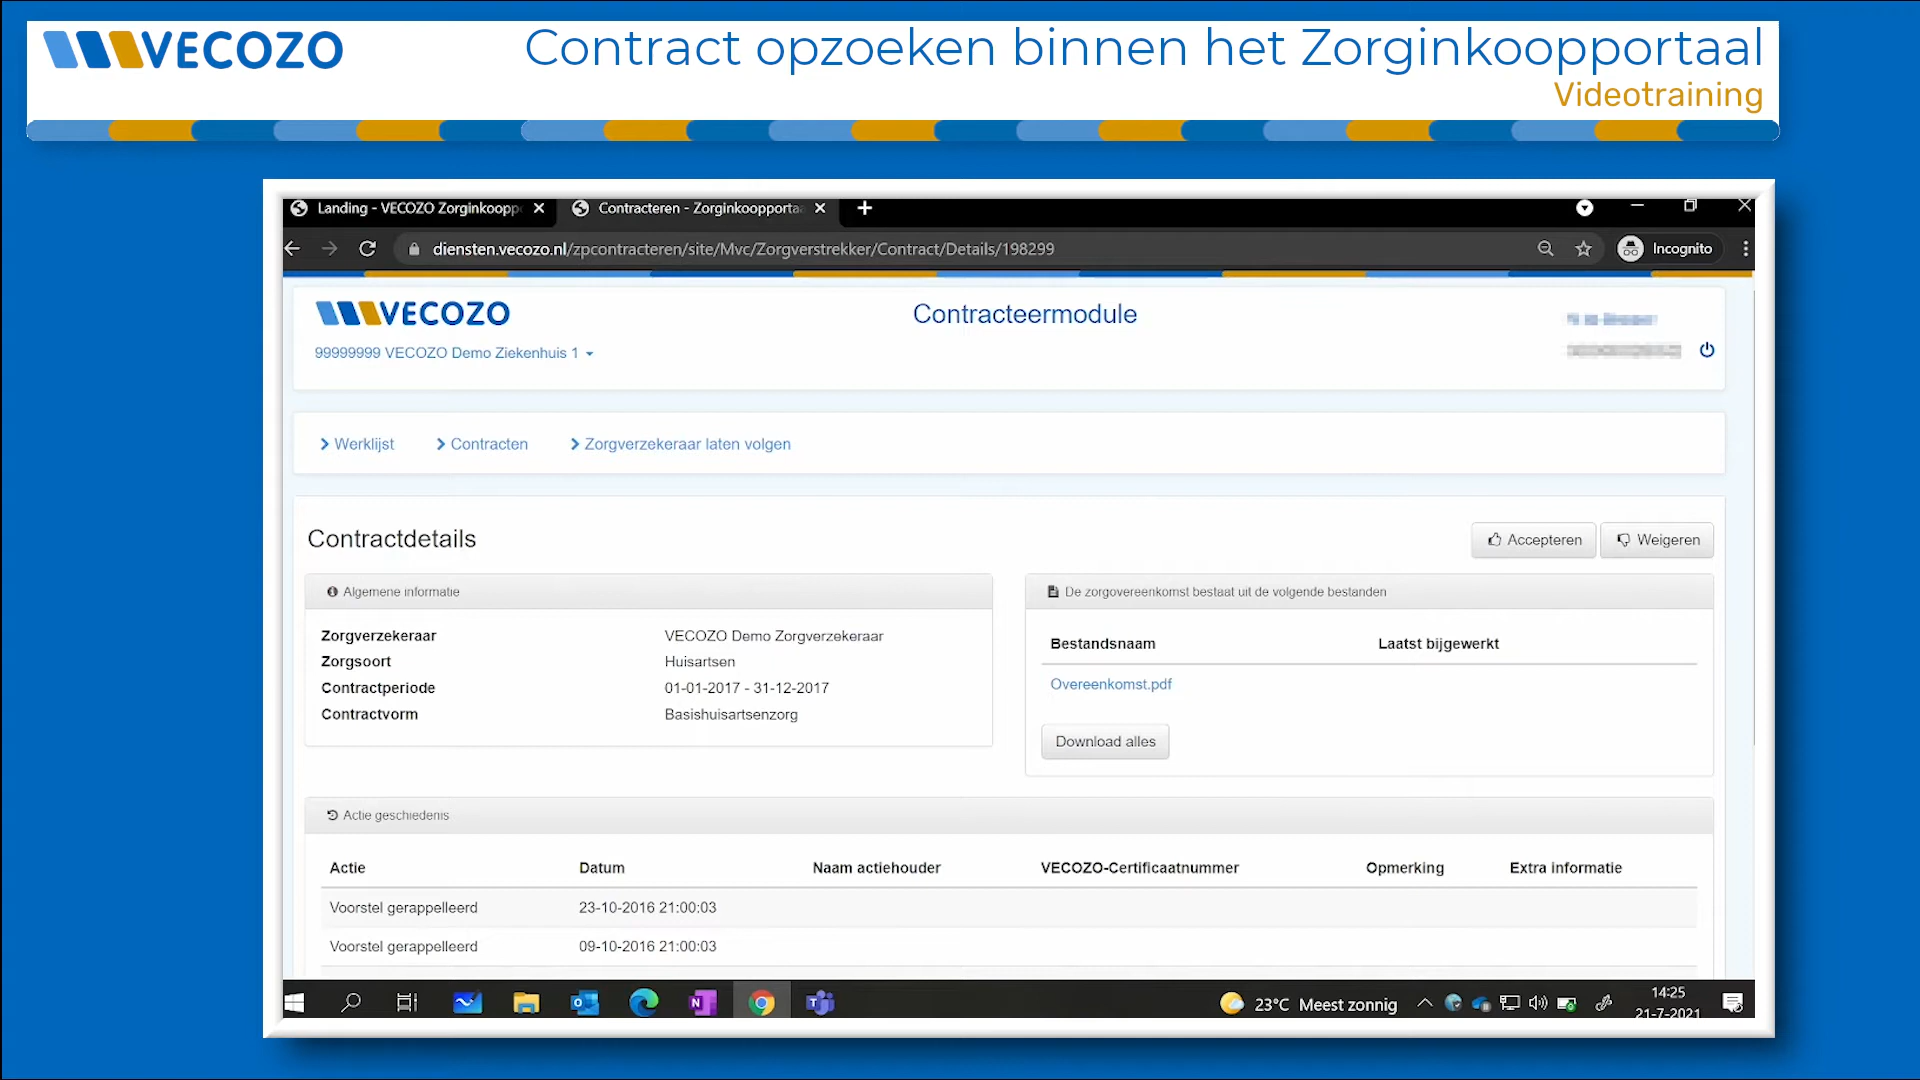 VECOZO
Contract opzoeken binnen het Zorginkoopportaal
Videotraining
Landing - VECOZO Zorginkoopp
Contracteren - Zorginkoopporta
diensten.vecozo.nl/zpcontracteren/site/Mvc/Zorgverstrekker/Contract/Details/198299
Incognito
VECOZO
Contracteermodule
99999999 VECOZO Demo Ziekenhuis 1
Werklijst
Contracten
Zorgverzekeraar laten volgen
Contractdetails
Accepteren
Weigeren
Algemene informatie
Zorgverzekeraar VECOZO Demo Zorgverzekeraar
Zorgsoort Huisartsen
Contractperiode 01-01-2017 - 31-12-2017
Contractvorm Basishuisartsenzorg
De zorgovereenkomst bestaat uit de volgende bestanden
Bestandsnaam Laatst bijgewerkt
Overeenkomst.pdf
Download alles
Actie geschiedenis
Actie Datum Naam actiehouder VECOZO-Certificaatnummer Opmerking Extra informatie
Voorstel gerappelleerd 23-10-2016 21:00:03
Voorstel gerappelleerd 09-10-2016 21:00:03
23°C Meest zonnig
14:25
21-7-2021